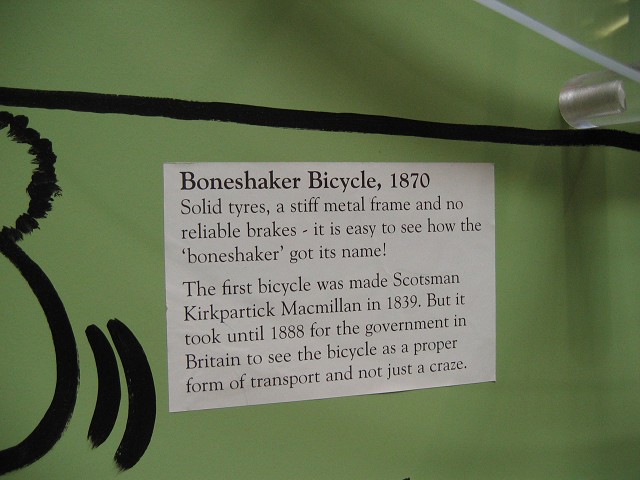 Boneshaker Bicycle, 1870
Solid tyres, a stiff metal frame and no
reliable brakes - it is easy to see how the
‘boneshaker’ got its name!
The first bicycle was made Scotsman
Kirkpartick Macmillan in 1839. But it
took until 1888 for the government in
Britain to see the bicycle as a proper
form of transport and not just a craze.